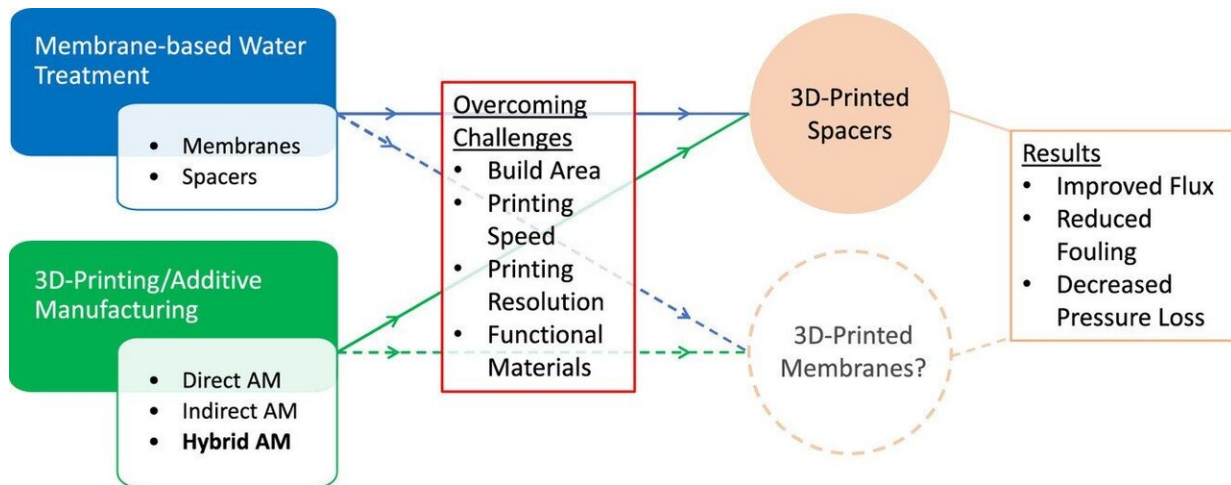 Membrane-based Water
Treatment
• Membranes
• Spacers
3D-Printing/Additive
Manufacturing
• Direct AM
• Indirect AM
• Hybrid AM
Overcoming
Challenges
• Build Area
• Printing
Speed
• Printing
Resolution
• Functional
Materials
3D-Printed
Spacers
3D-Printed
Membranes?
Results
• Improved Flux
• Reduced
Fouling
• Decreased
Pressure Loss